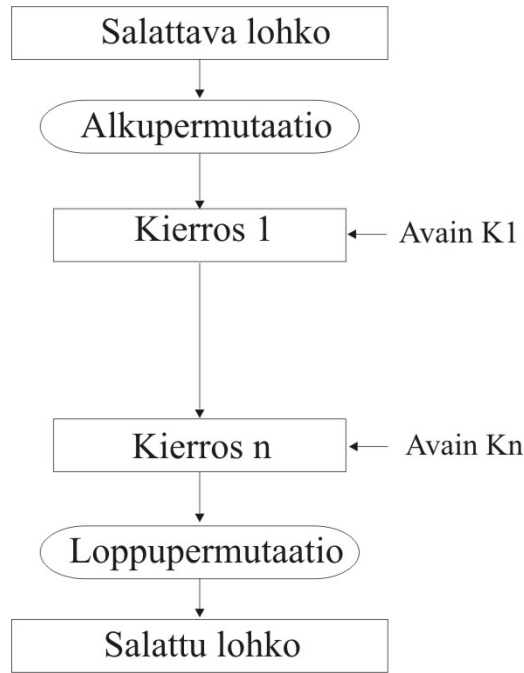 Salattava lohko
Alkupermutaatio
Kierros 1
Avain K1
Kierros n
Avain Kn
Loppupermutaatio
Salattu lohko